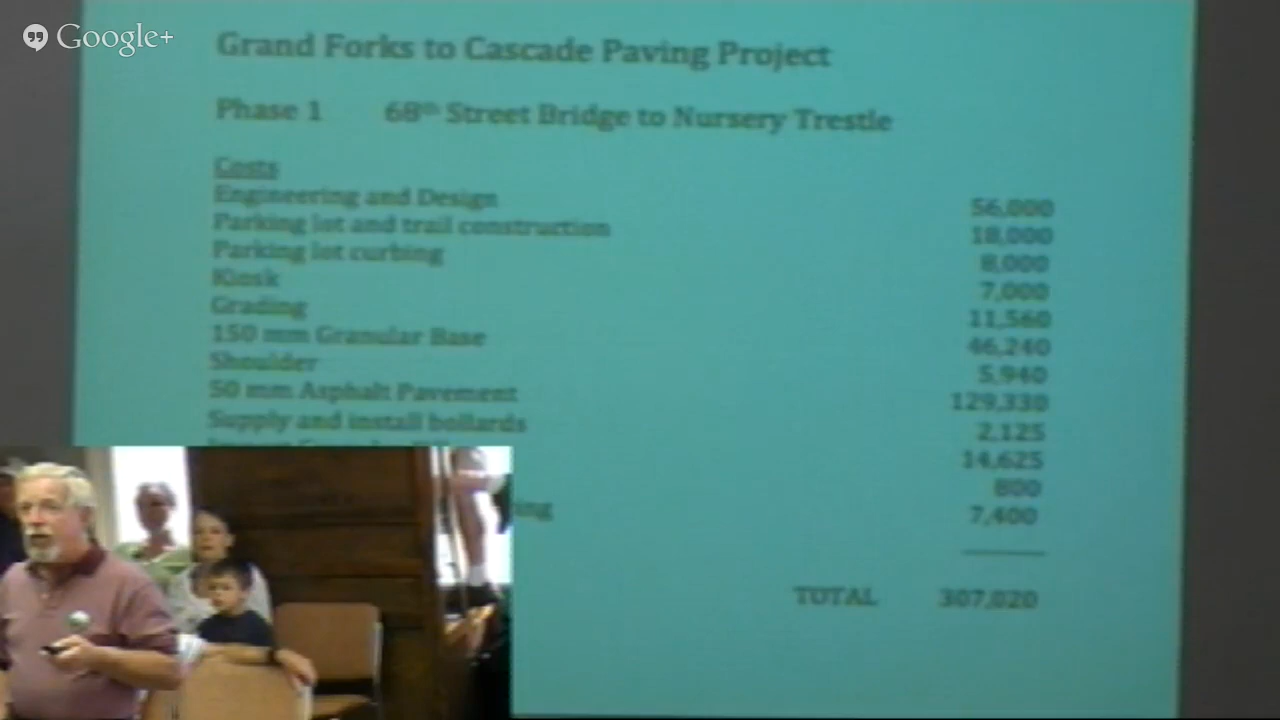 Google+
Grand Forks to Cascade Paving Project
Phase 1 68th Street Bridge to Nursery Trestle
Costs
Engineering and Design 56,000
Parking lot and trail construction 18,000
Parking lot curbing 8,000
Kiosk 7,000
Grading 11,560
150 mm Granular Base 46,240
Shoulder 5,940
50 mm Asphalt Pavement 129,330
Supply and install bollards 2,125
14,625
800
7,400
TOTAL 307,020